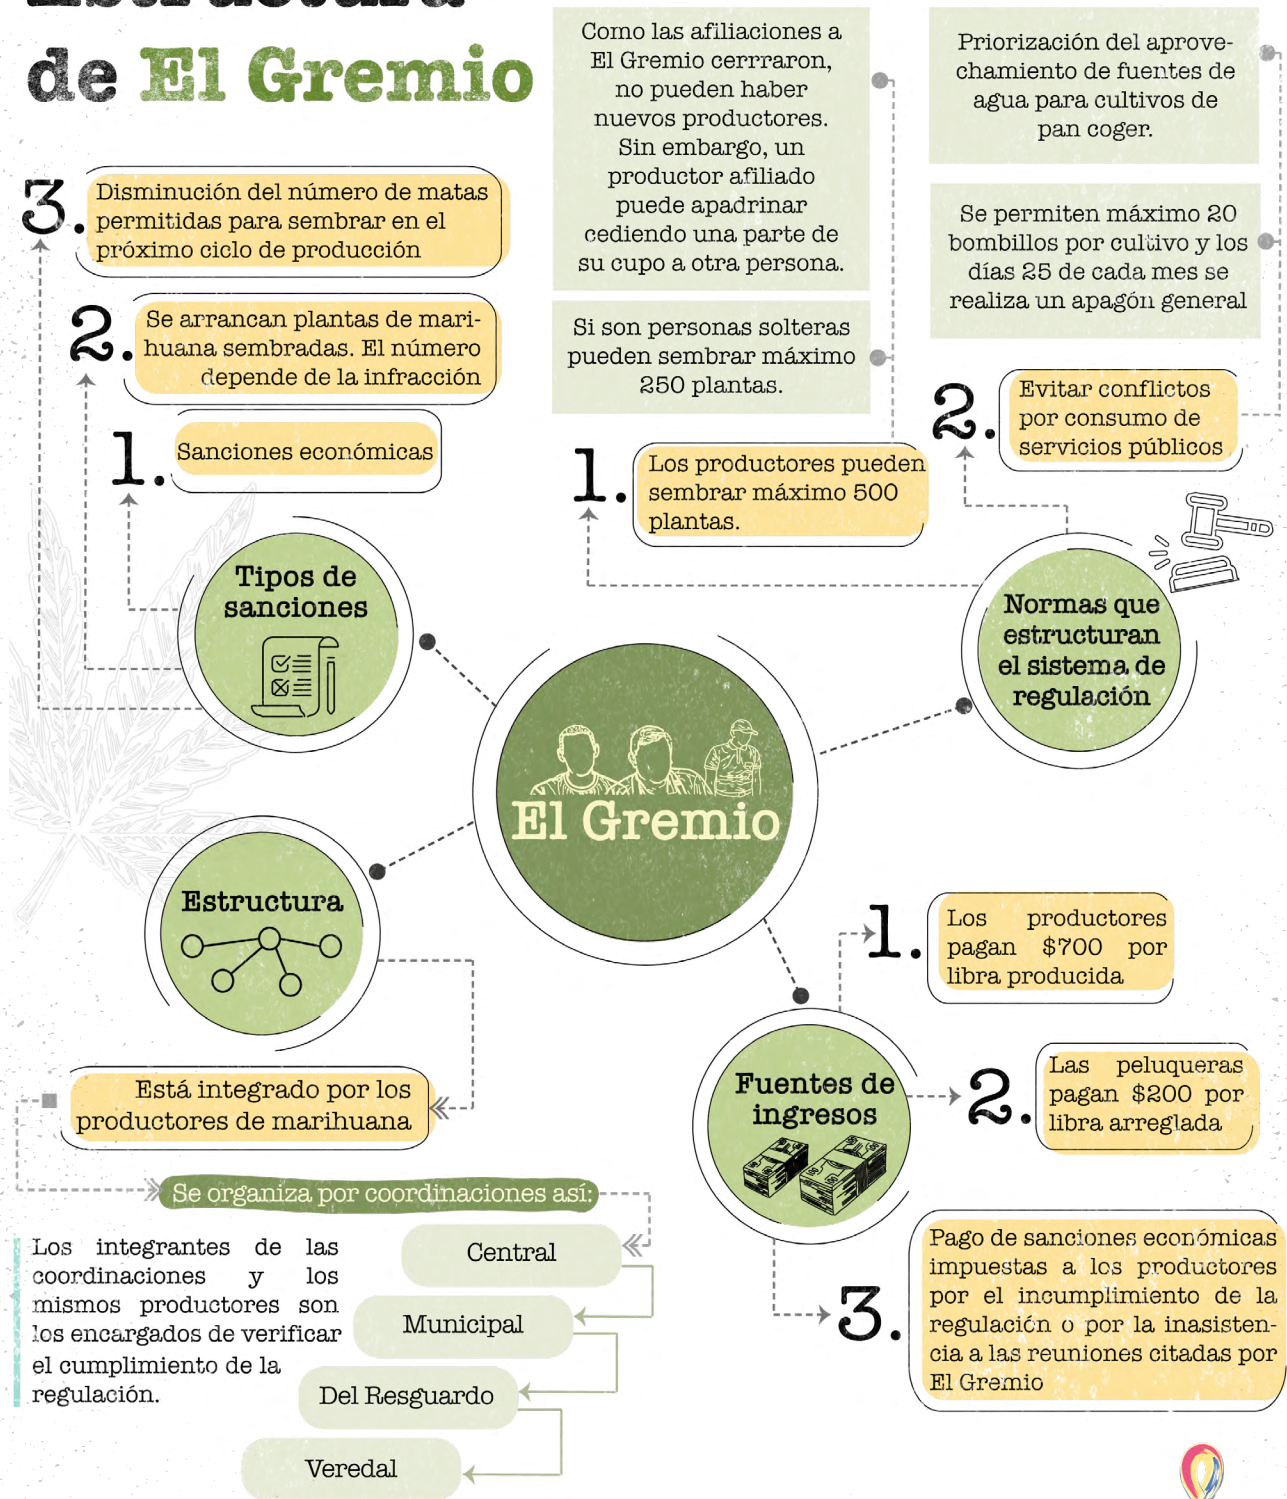 Estructura
de El Gremio
3.
Disminución del número de matas
permitidas para sembrar en el
próximo ciclo de producción
2.
Se arrancan plantas de mari-
huana sembradas. El número
depende de la infracción
1.
Sanciones económicas
Tipos de
sanciones
Como las afiliaciones a
El Gremio cerrraron,
no pueden haber
nuevos productores.
Sin embargo, un
productor afiliado
puede apadrinar
cediendo una parte de
su cupo a otra persona.
Si son personas solteras
pueden sembrar máximo
250 plantas.
1.
Los productores pueden
sembrar máximo 500
plantas.
Priorización del aprove-
chamiento de fuentes de
agua para cultivos de
pan coger.
Se permiten máximo 20
bombillos por cultivo y los
días 25 de cada mes se
realiza un apagón general
2.
Evitar conflictos
por consumo de
servicios públicos
Normas que
estructuran
el sistema de
regulación
El Gremio
Estructura
Está integrado por los
productores de marihuana
Se organiza por coordinaciones así:
Central
Municipal
Del Resguardo
Veredal
Los integrantes de las
coordinaciones y los
mismos productores son
los encargados de verificar
el cumplimiento de la
regulación.
Fuentes de
ingresos
1.
Los productores
pagan $700 por
libra producida
2.
Las peluqueras
pagan $200 por
libra arreglada
3.
Pago de sanciones económicas
impuestas a los productores
por el incumplimiento de la
regulación o por la inasisten-
cia a las reuniones citadas por
El Gremio